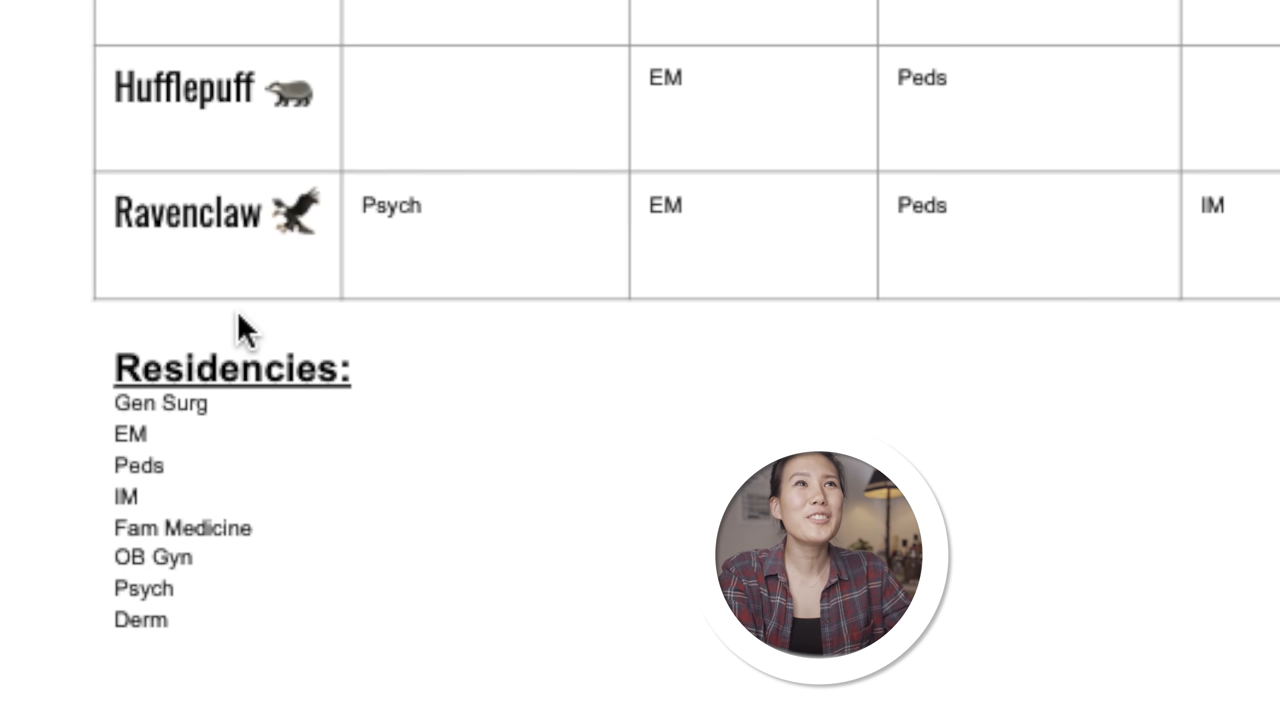 Hufflepuff EM Peds
Ravenclaw Psych EM Peds IM
Residencies:
Gen Surg
EM
Peds
IM
Fam Medicine
OB Gyn
Psych
Derm